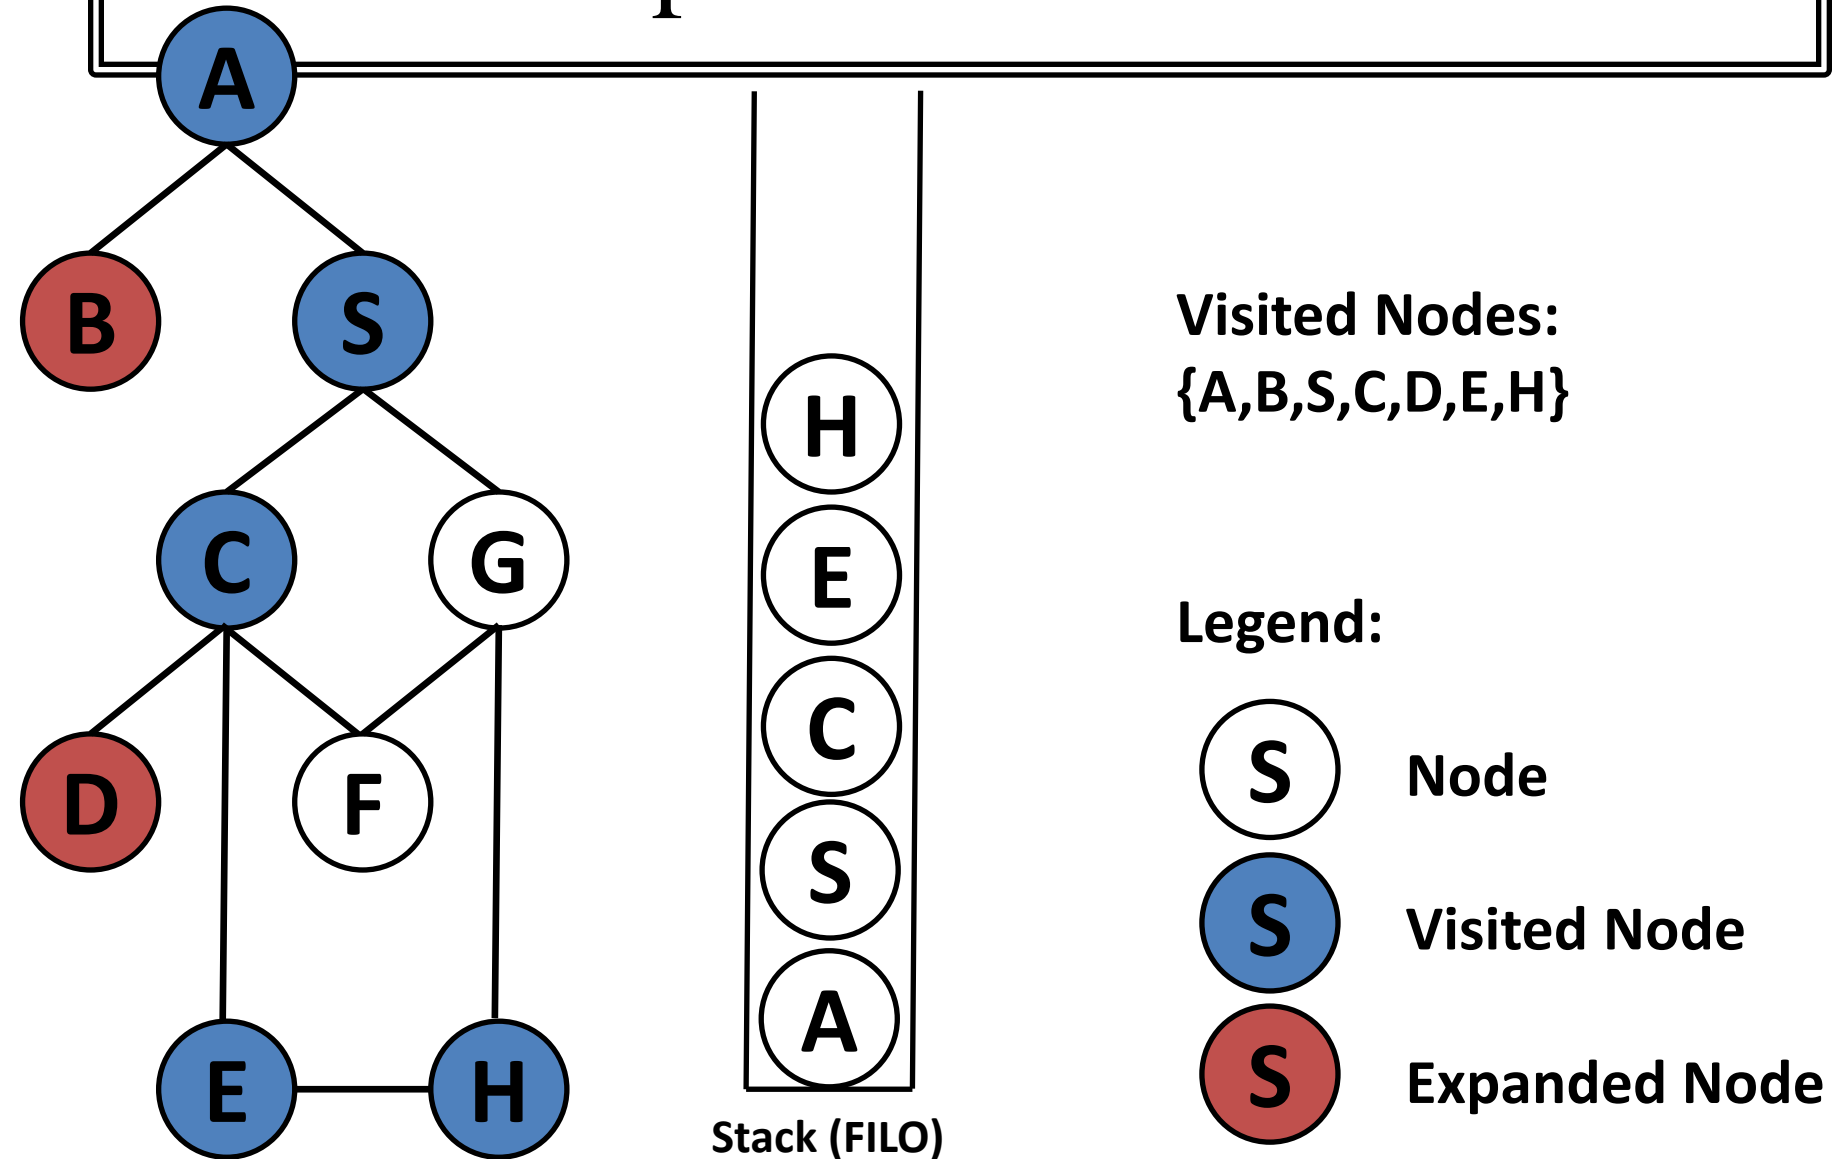 A
B
S
C
G
D
F
E
H
H
E
C
S
A
Stack (FILO)
Visited Nodes:
{A,B,S,C,D,E,H}
Legend:
S Node
S Visited Node
S Expanded Node